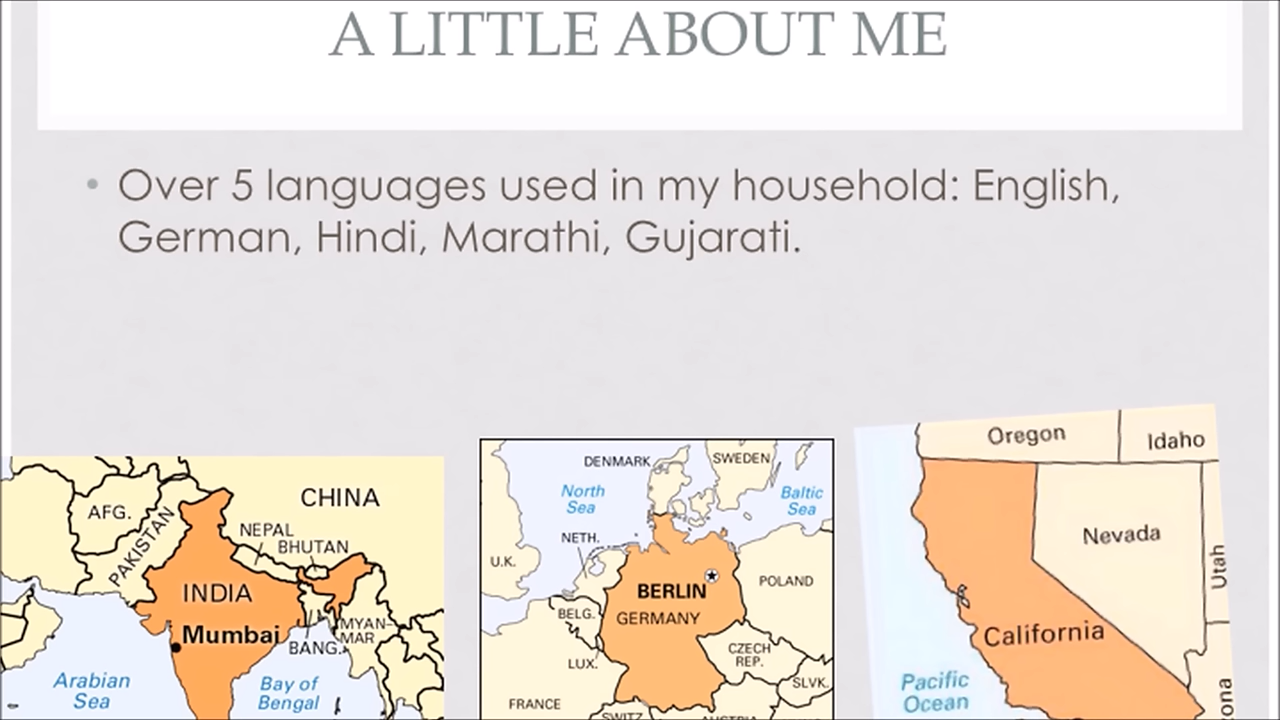 A LITTLE ABOUT ME
• Over 5 languages used in my household: English,
German, Hindi, Marathi, Gujarati.
CHINA
AFG.
PAKISTAN
NEPAL
BHUTAN
INDIA
Mumbai
MYAN-
MAR
BANG.
Arabian
Sea
Bay of
Bengal
DENMARK
SWEDEN
North
Sea
Baltic
Sea
NETH.
U.K.
BERLIN
POLAND
GERMANY
BELG.
LUX.
CZECH
REP.
SLVK.
FRANCE
SWITZ.
AUSTRIA
Oregon
Idaho
Nevada
Utah
California
Pacific
Ocean